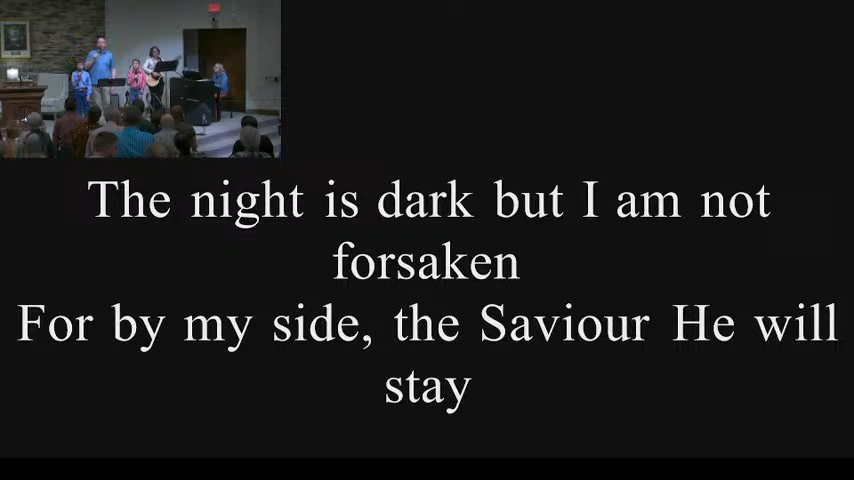 The night is dark but I am not
forsaken
For by my side, the Saviour He will
stay